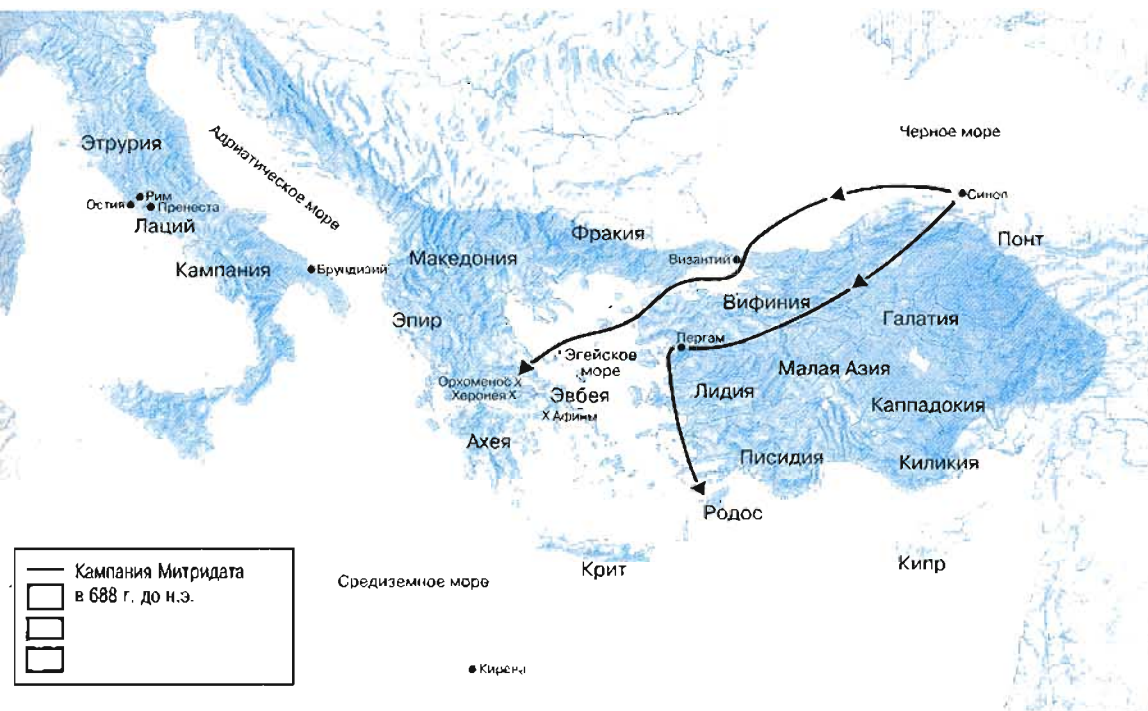 Черное море
Этрурия
Адриатическое море
Рим
Остия
Пренеста
Лаций
Синоп
Понт
Фракия
Византий
Македония
Кампания
Брундизий
Вифиния
Эпир
Галатия
Пергам
Эгейское
море
Малая Азия
Орхоменос X
Херонея X
Эвбея
Лидия
Каппадокия
X Афины
Ахея
Писидия
Киликия
Родос
Крит
Кипр
Средиземное море
Кампания Митридата
в 688 г. до н.э.
Кирена